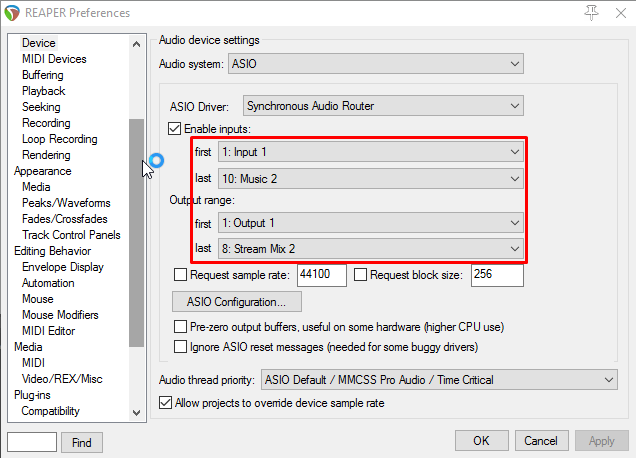 REAPER Preferences
Device
MIDI Devices
Buffering
Playback
Seeking
Recording
Loop Recording
Rendering
Appearance
Media
Peaks/Waveforms
Fades/Crossfades
Track Control Panels
Editing Behavior
Envelope Display
Automation
Mouse
Mouse Modifiers
MIDI Editor
Media
MIDI
Video/REX/Misc
Plug-ins
Compatibility
Find
Audio device settings
Audio system: ASIO
ASIO Driver: Synchronous Audio Router
Enable inputs:
first 1: Input 1
last 10: Music 2
Output range:
first 1: Output 1
last 8: Stream Mix 2
Request sample rate: 44100 Request block size: 256
ASIO Configuration...
Pre-zero output buffers, useful on some hardware (higher CPU use)
Ignore ASIO reset messages (needed for some buggy drivers)
Audio thread priority: ASIO Default / MMCSS Pro Audio / Time Critical
Allow projects to override device sample rate
OK Cancel Apply